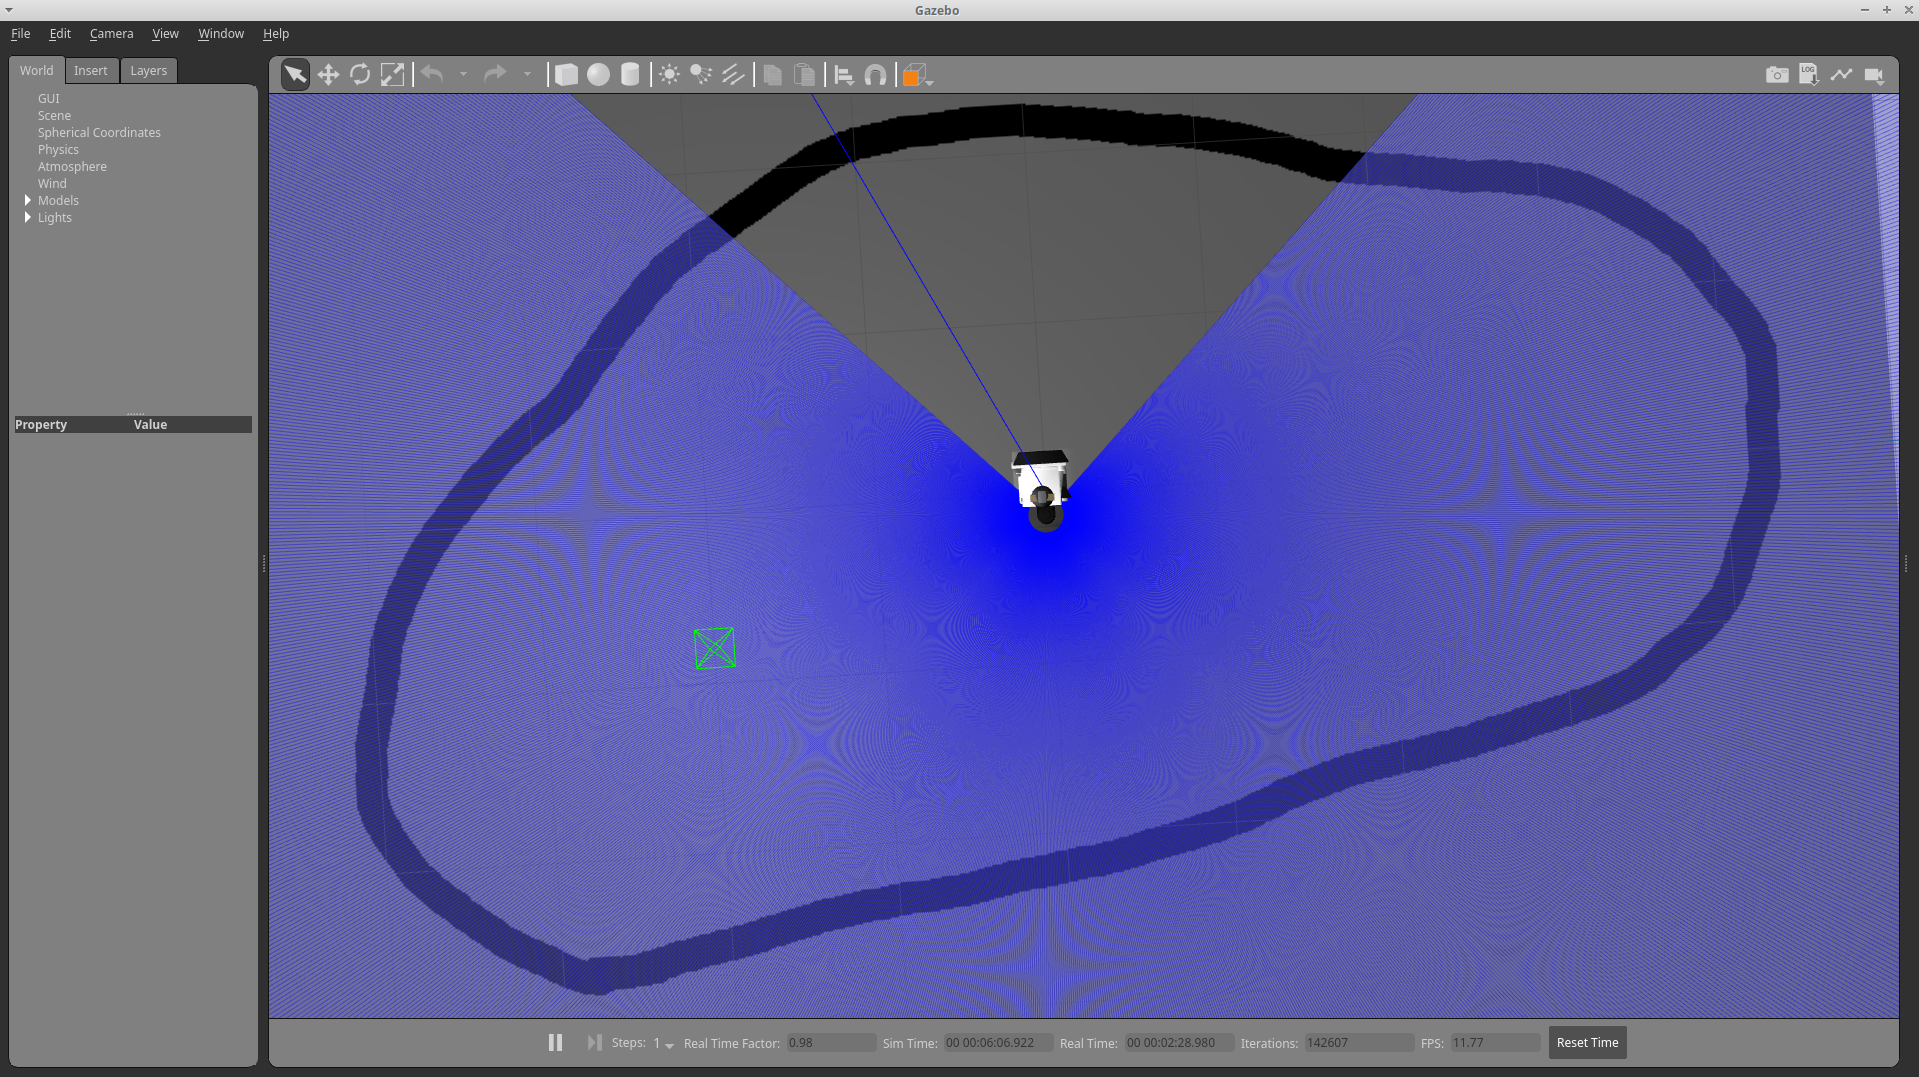 Gazebo
File Edit Camera View Window Help
World Insert Layers
GUI
Scene
Spherical Coordinates
Physics
Atmosphere
Wind
Models
Lights
Property Value
LOG
Steps: 1 Real Time Factor: 0.98 Sim Time: 00 00:06:06.922 Real Time: 00 00:02:28.980 Iterations: 142607 FPS: 11.77 Reset Time